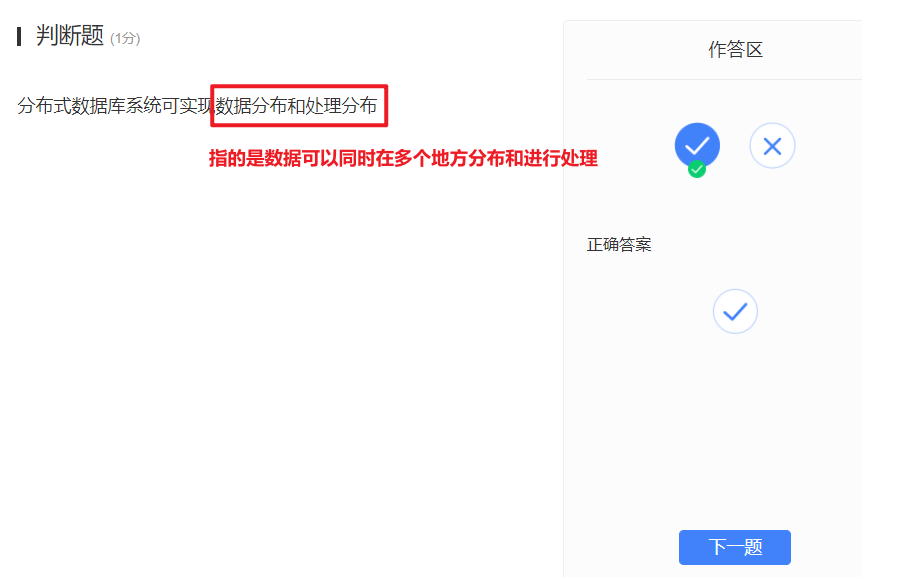 判断题 (1分)
分布式数据库系统可实现数据分布和处理分布
指的是数据可以同时在多个地方分布和进行处理
作答区
正确答案
下一题